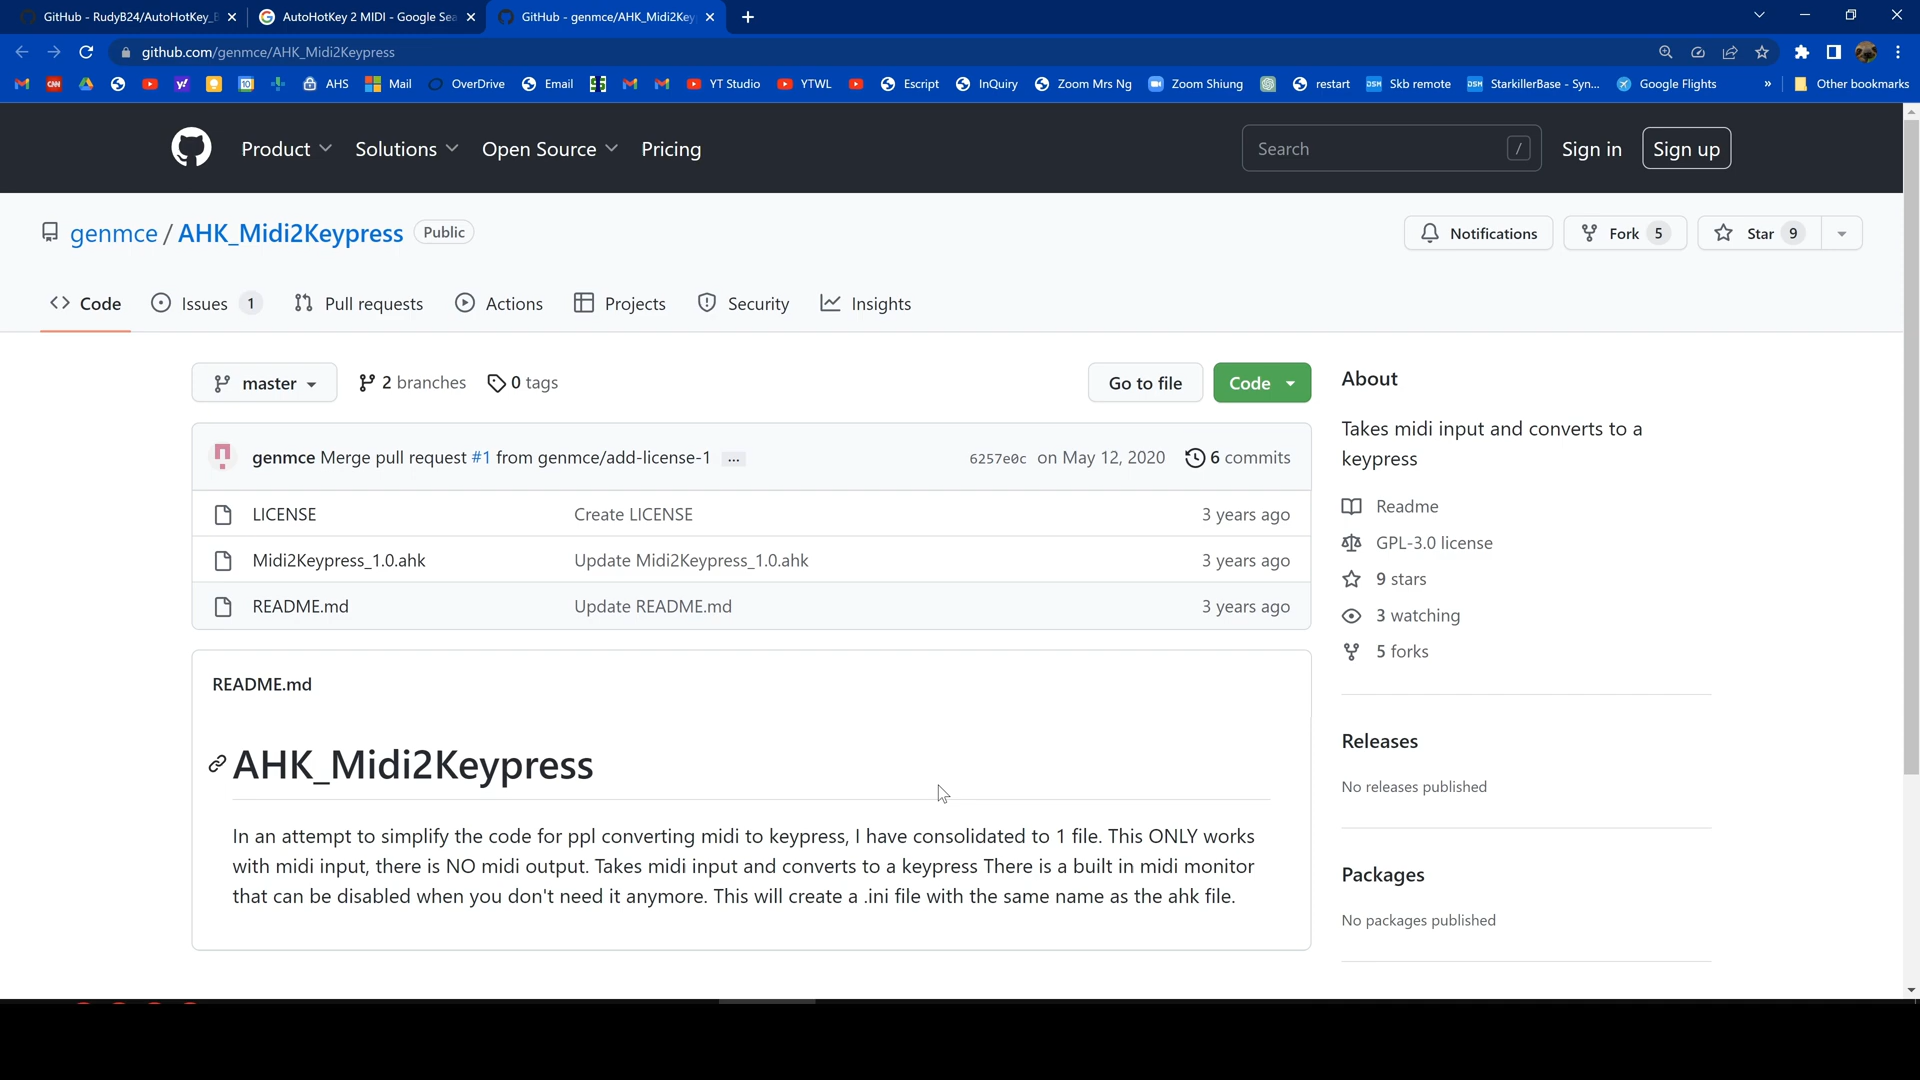 GitHub - RudyB24/AutoHotKey_
AutoHotKey 2 MIDI - Google Sea
GitHub - genmce/AHK_Midi2Key
github.com/genmce/AHK_Midi2Keypress
CNN
AHS
Mail
OverDrive
Email
YT Studio
YTWL
Escript
InQuiry
Zoom Mrs Ng
Zoom Shiung
restart
DSM
Skb remote
DSM
StarkillerBase - Syn...
Google Flights
»
Other bookmarks
Product
Solutions
Open Source
Pricing
Search /
Sign in
Sign up
genmce / AHK_Midi2Keypress Public
Notifications
Fork 5
Star 9
Code
Issues 1
Pull requests
Actions
Projects
Security
Insights
master
2 branches
0 tags
Go to file
Code
genmce Merge pull request #1 from genmce/add-license-1 ...
6257e0c on May 12, 2020
6 commits
LICENSE Create LICENSE 3 years ago
Midi2Keypress_1.0.ahk Update Midi2Keypress_1.0.ahk 3 years ago
README.md Update README.md 3 years ago
README.md
AHK_Midi2Keypress
In an attempt to simplify the code for ppl converting midi to keypress, I have consolidated to 1 file. This ONLY works
with midi input, there is NO midi output. Takes midi input and converts to a keypress There is a built in midi monitor
that can be disabled when you don't need it anymore. This will create a .ini file with the same name as the ahk file.
About
Takes midi input and converts to a
keypress
Readme
GPL-3.0 license
9 stars
3 watching
5 forks
Releases
No releases published
Packages
No packages published